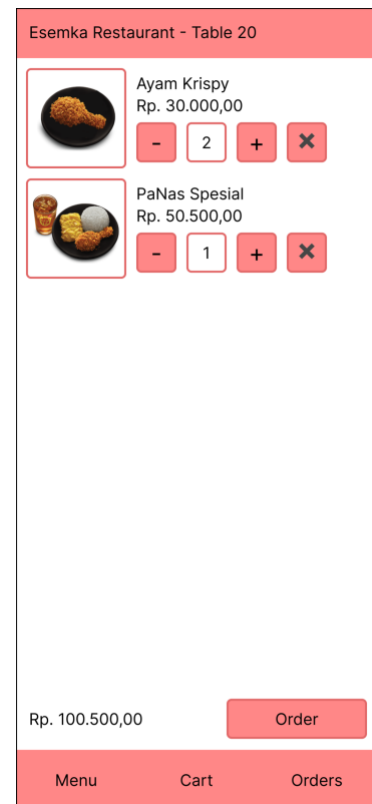 Esemka Restaurant - Table 20
Ayam Krispy
Rp. 30.000,00
- 2 + ✖
PaNas Spesial
Rp. 50.500,00
- 1 + ✖
Rp. 100.500,00 Order
Menu Cart Orders